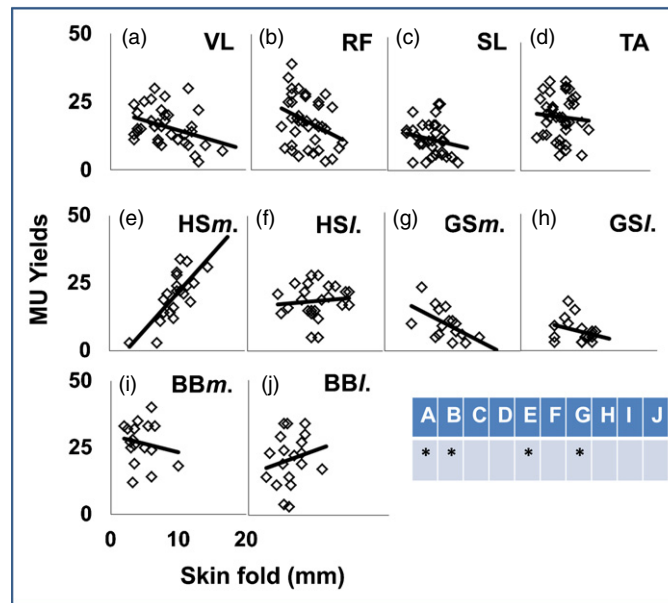 50 (a) VL (b) RF (c) SL (d) TA
25
0
50 (e) HSm. (f) HSl. (g) GSm. (h) GSl.
25
0
50 (i) BBm. (j) BBl.
25
0
MU Yields
0 10 20
Skin fold (mm)
A B C D E F G H I J
* * * *